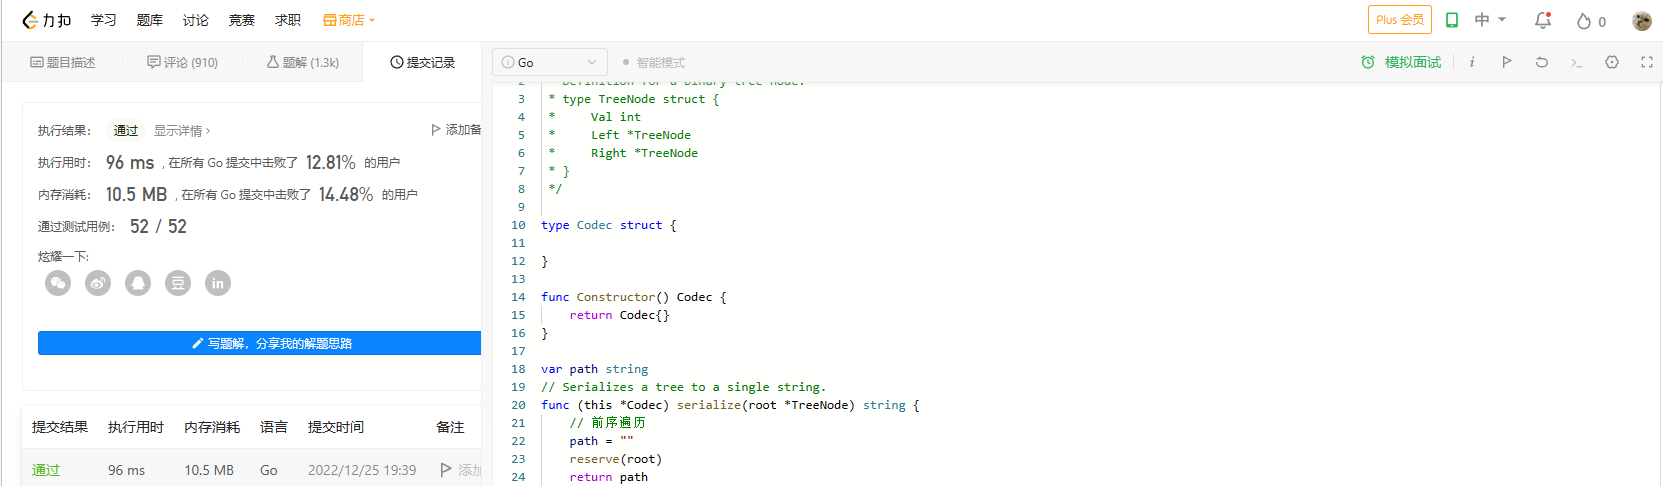 力扣 学习 题库 讨论 竞赛 求职 商店 Plus 会员 中 0
题目描述 评论 (910) 题解 (1.3k) 提交记录
执行结果： 通过 显示详情 › 添加备
执行用时： 96 ms , 在所有 Go 提交中击败了 12.81% 的用户
内存消耗： 10.5 MB , 在所有 Go 提交中击败了 14.48% 的用户
通过测试用例： 52 / 52
炫耀一下:
豆 in
写题解，分享我的解题思路
提交结果 执行用时 内存消耗 语言 提交时间 备注
通过 96 ms 10.5 MB Go 2022/12/25 19:39 添加
Go 智能模式 模拟面试 i
2 Definition for a binary tree node.
3 * type TreeNode struct {
4 *     Val int
5 *     Left *TreeNode
6 *     Right *TreeNode
7 * }
8 */
9
10 type Codec struct {
11
12 }
13
14 func Constructor() Codec {
15     return Codec{}
16 }
17
18 var path string
19 // Serializes a tree to a single string.
20 func (this *Codec) serialize(root *TreeNode) string {
21     // 前序遍历
22     path = ""
23     reserve(root)
24     return path